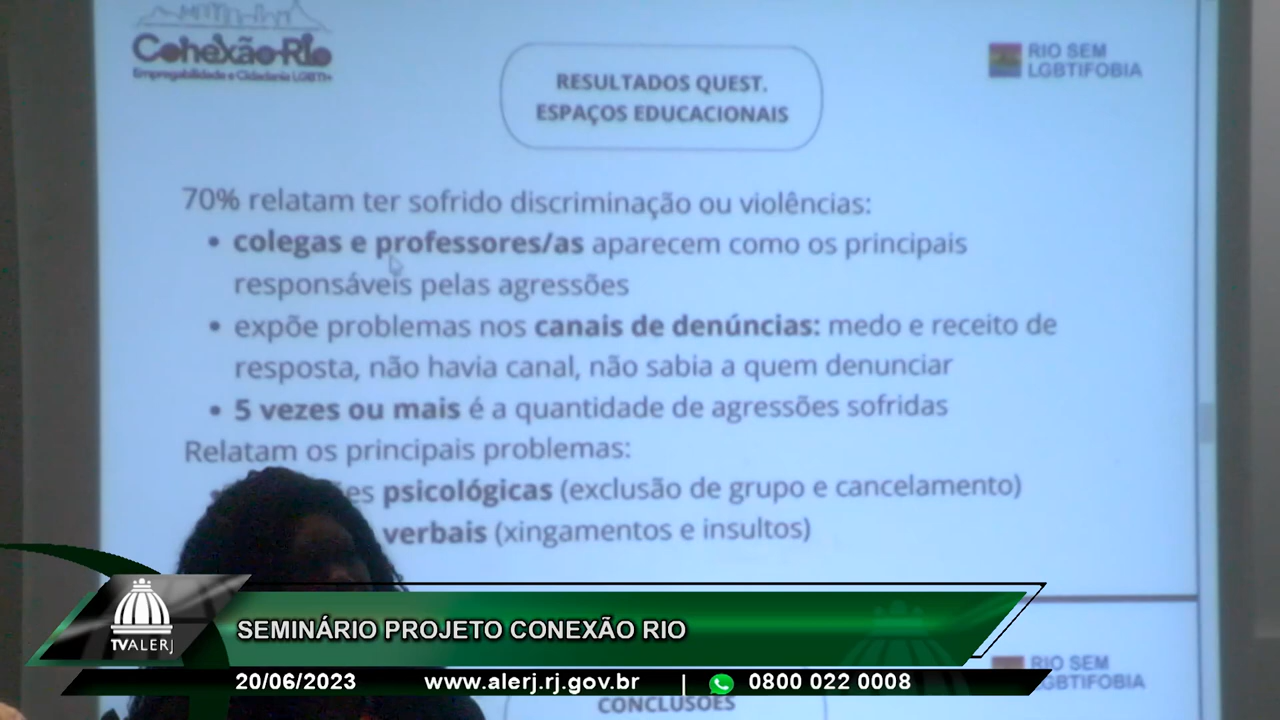 Conexão Rio
Empregabilidade e Cidadania LGBTI+
RIO SEM
LGBTIFOBIA
RESULTADOS QUEST.
ESPAÇOS EDUCACIONAIS
70% relatam ter sofrido discriminação ou violências:
• colegas e professores/as aparecem como os principais
responsáveis pelas agressões
• expõe problemas nos canais de denúncias: medo e receito de
resposta, não havia canal, não sabia a quem denunciar
• 5 vezes ou mais é a quantidade de agressões sofridas
Relatam os principais problemas:
psicológicas (exclusão de grupo e cancelamento)
verbais (xingamentos e insultos)
TVALERJ
SEMINÁRIO PROJETO CONEXÃO RIO
RIO SEM
LGBTIFOBIA
20/06/2023 www.alerj.rj.gov.br | 0800 022 0008
CONCLUSÕES